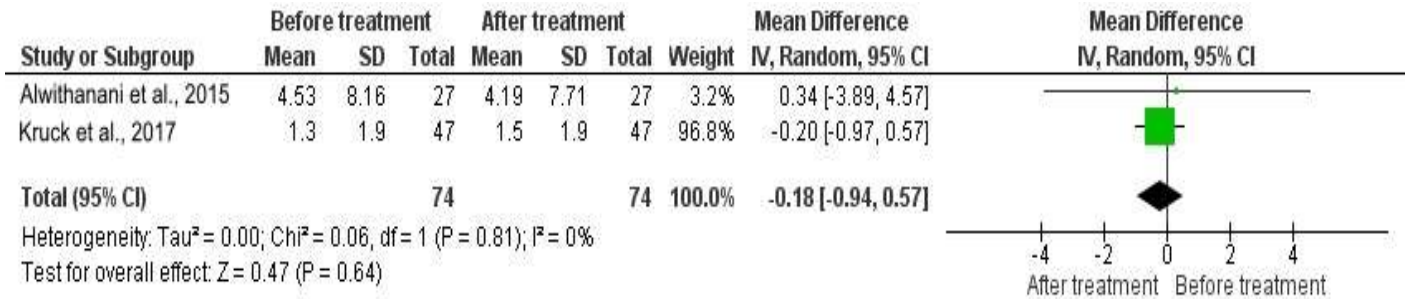 Before treatment After treatment Mean Difference Mean Difference
Study or Subgroup Mean SD Total Mean SD Total Weight IV, Random, 95% CI IV, Random, 95% CI
Alwithanani et al., 2015 4.53 8.16 27 4.19 7.71 27 3.2% 0.34 [-3.89, 4.57]
Kruck et al., 2017 1.3 1.9 47 1.5 1.9 47 96.8% -0.20 [-0.97, 0.57]
Total (95% CI) 74 74 100.0% -0.18 [-0.94, 0.57]
Heterogeneity: Tau² = 0.00; Chi² = 0.06, df = 1 (P = 0.81); I² = 0%
Test for overall effect: Z = 0.47 (P = 0.64)
-4 -2 0 2 4
After treatment Before treatment